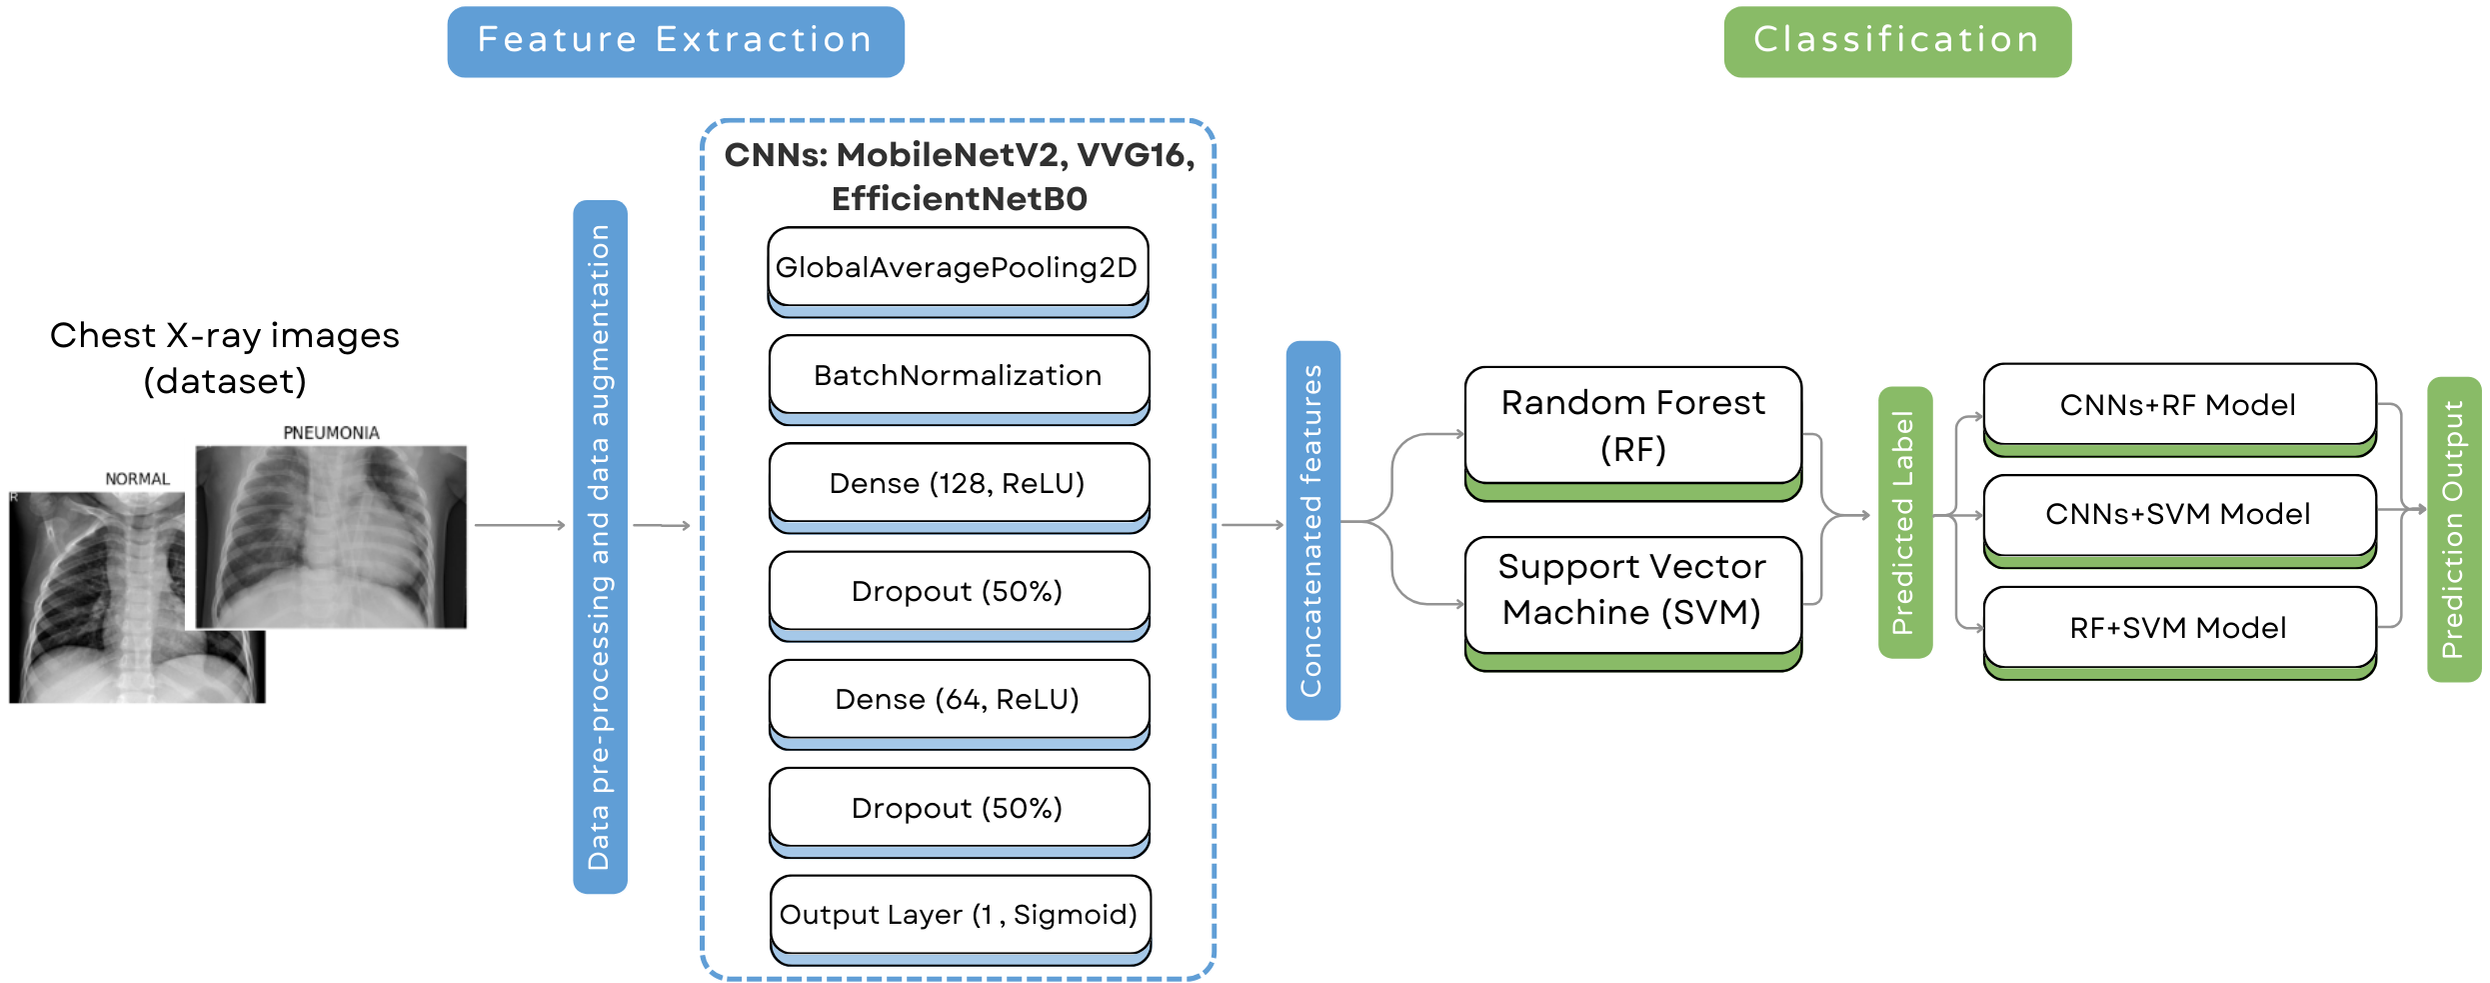 Feature Extraction
Classification
Chest X-ray images
(dataset)
NORMAL
R
PNEUMONIA
Data pre-processing and data augmentation
CNNs: MobileNetV2, VVG16,
EfficientNetB0
GlobalAveragePooling2D
BatchNormalization
Dense (128, ReLU)
Dropout (50%)
Dense (64, ReLU)
Dropout (50%)
Output Layer (1 , Sigmoid)
Concatenated features
Random Forest
(RF)
Support Vector
Machine (SVM)
Predicted Label
CNNs+RF Model
CNNs+SVM Model
RF+SVM Model
Prediction Output